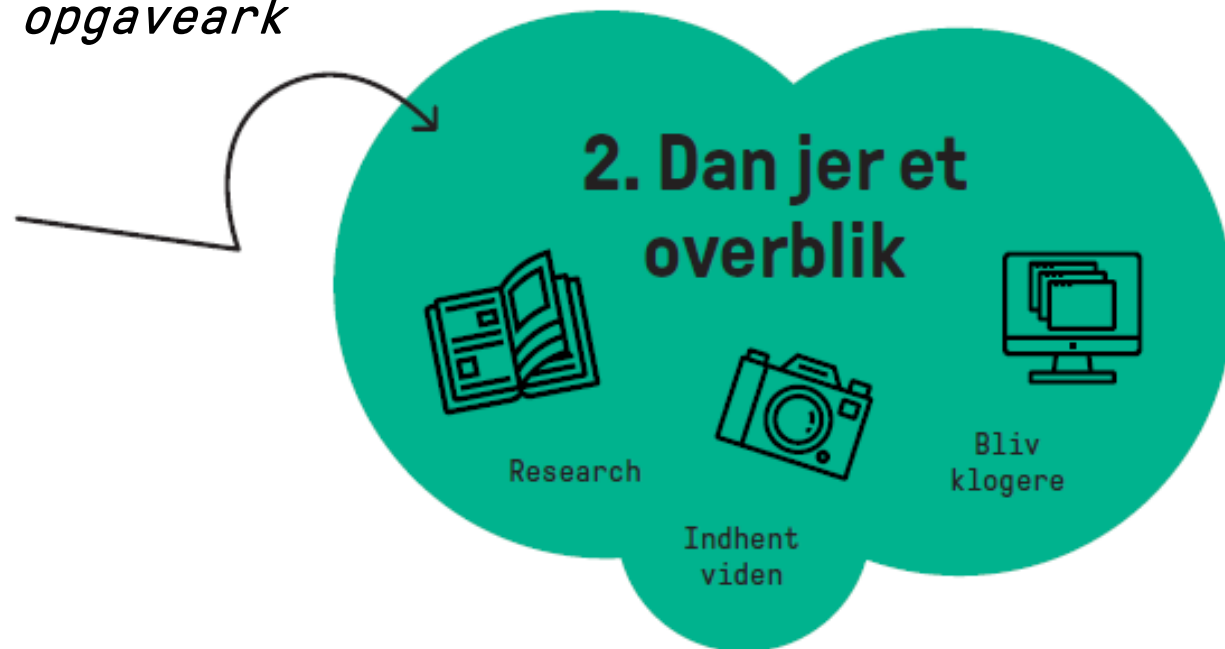 opgaveark
2. Dan jer et
overblik
Research
Indhent
viden
Bliv
klogere